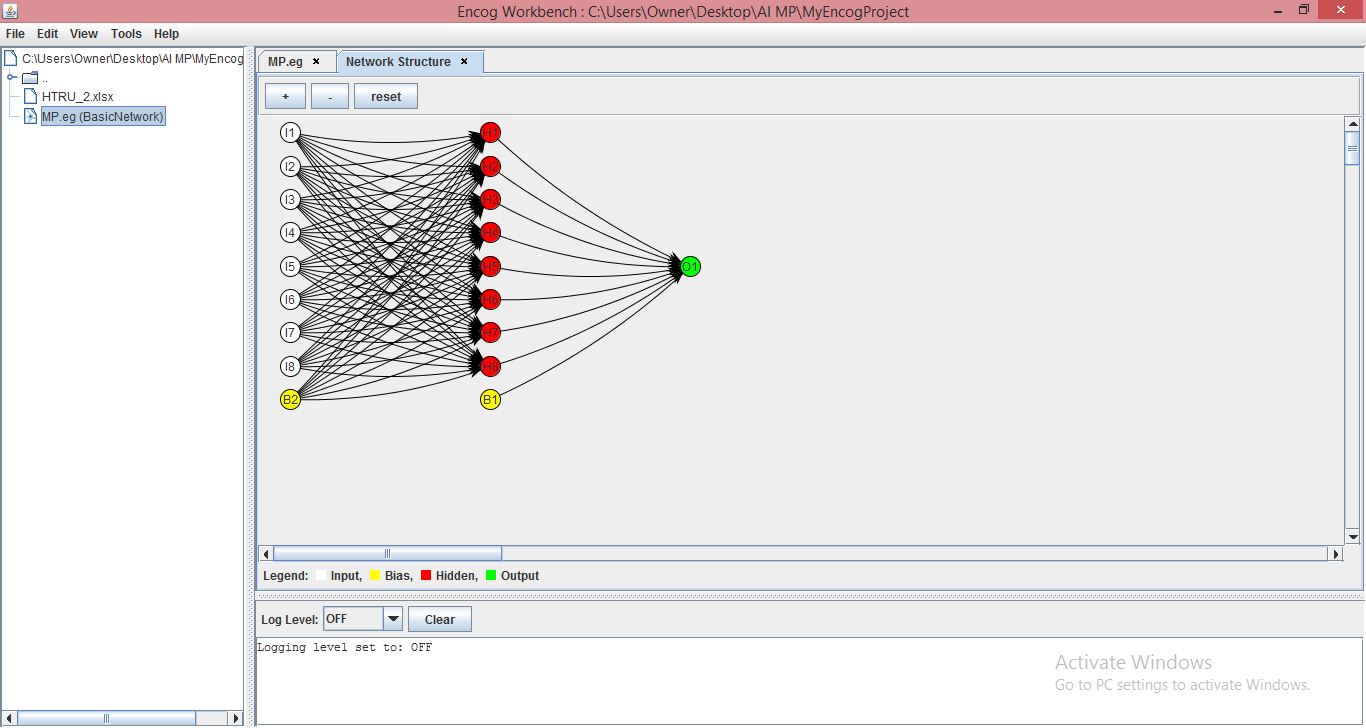 Encog Workbench : C:\Users\Owner\Desktop\AI MP\MyEncogProject
File Edit View Tools Help
C:\Users\Owner\Desktop\AI MP\MyEncog
..
HTRU_2.xlsx
MP.eg (BasicNetwork)
MP.eg × Network Structure ×
+ - reset
I1 H1
I2 H2
I3 H3
I4 H4
I5 H5 O1
I6 H6
I7 H7
I8 H8
B2 B1
Legend: Input, Bias, Hidden, Output
Log Level: OFF Clear
Logging level set to: OFF
Activate Windows
Go to PC settings to activate Windows.